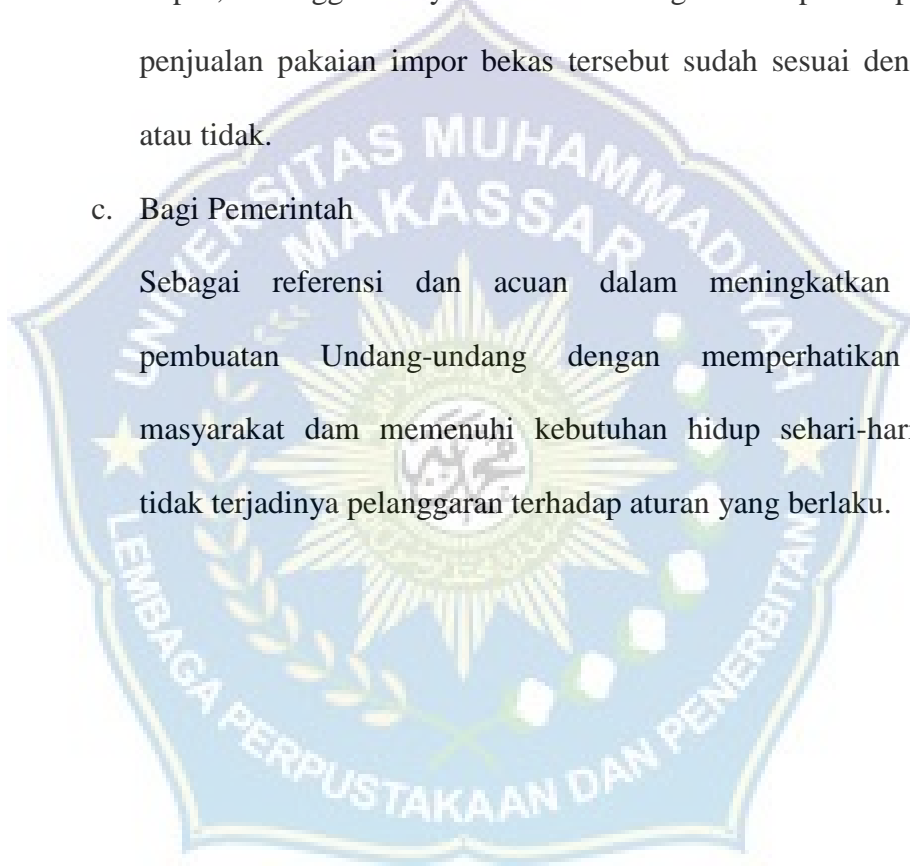 penjualan pakaian impor bekas tersebut sudah sesuai den
atau tidak.
c. Bagi Pemerintah
Sebagai referensi dan acuan dalam meningkatkan
pembuatan Undang-undang dengan memperhatikan
masyarakat dam memenuhi kebutuhan hidup sehari-hari
tidak terjadinya pelanggaran terhadap aturan yang berlaku.
UNIVERSITAS MUHAMMADIYAH
MAKASSAR
LEMBAGA PERPUSTAKAAN DAN PENERBITAN